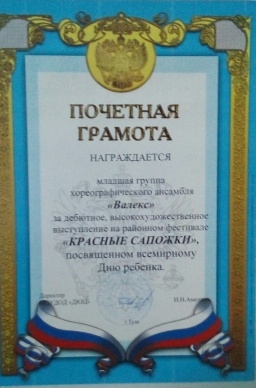 ПОЧЕТНАЯ
ГРАМОТА
НАГРАЖДАЕТСЯ
младшая группа
хореографического ансамбля
«Валекс»
за дебютное, высокохудожественное
выступление на районном фестивале
«КРАСНЫЕ САПОЖКИ»,
посвященном всемирному
Дню ребенка.
Директор